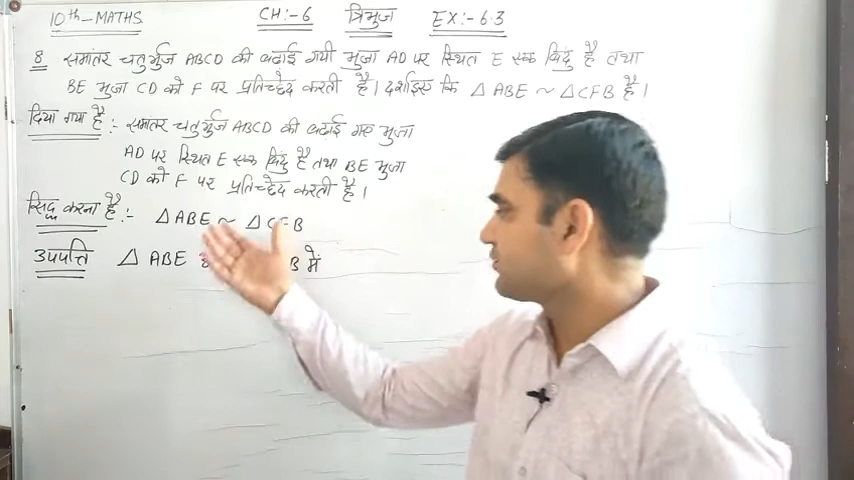 10th-MATHS CH:-6 त्रिभुज EX:-6.3
8 समांतर चतुर्भुज ABCD की बढ़ाई गयी भुजा AD पर स्थित E एक बिंदु है तथा
BE भुजा CD को F पर प्रतिच्छेद करती है। दर्शाइए कि △ ABE ~ △ CFB है।
दिया गया है :- समांतर चतुर्भुज ABCD की बढ़ाई गई भुजा
AD पर स्थित E एक बिंदु है तथा BE भुजा
CD को F पर प्रतिच्छेद करती है।
सिद्ध करना है :- △ ABE ~ △ CFB
उपपत्ति △ ABE B में